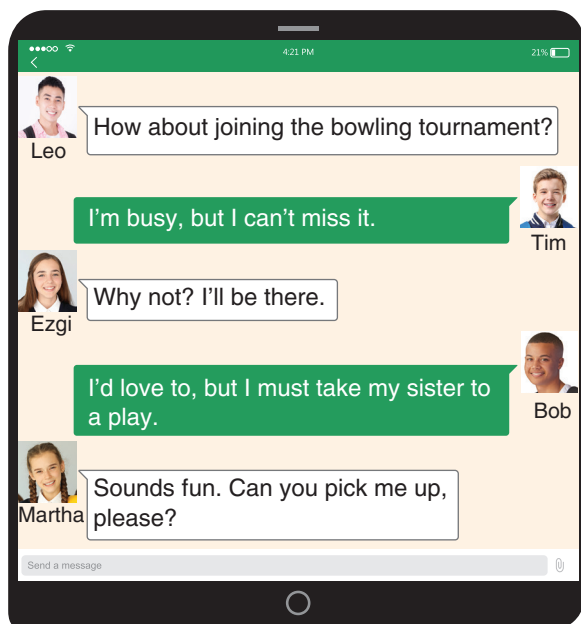 4:21 PM
21%
Leo
How about joining the bowling tournament?
I'm busy, but I can't miss it.
Tim
Ezgi
Why not? I'll be there.
I'd love to, but I must take my sister to
a play.
Bob
Martha
Sounds fun. Can you pick me up,
please?
Send a message